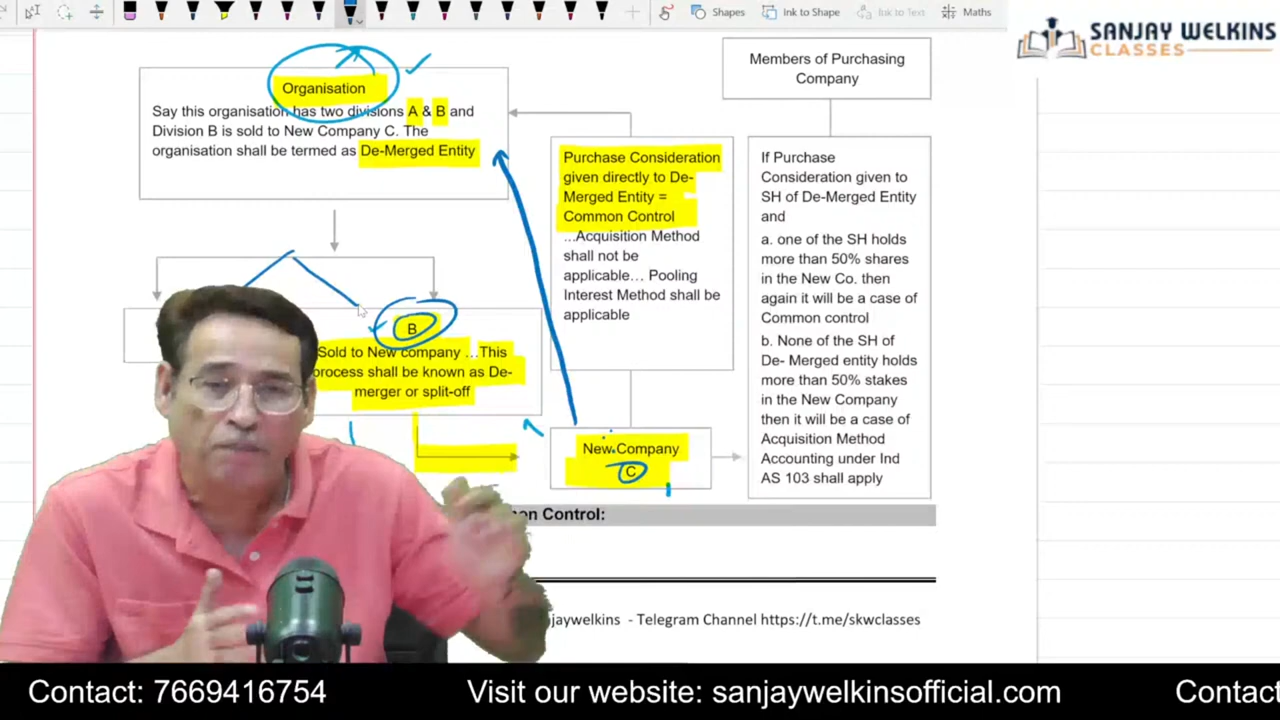 Shapes
Ink to Shape
Ink to Text
Maths
SANJAY WELKINS
CLASSES
Organisation
Say this organisation has two divisions A & B and
Division B is sold to New Company C. The
organisation shall be termed as De-Merged Entity
Members of Purchasing
Company
Purchase Consideration
given directly to De-
Merged Entity =
Common Control
...Acquisition Method
shall not be
applicable... Pooling
Interest Method shall be
applicable
If Purchase
Consideration given to
SH of De-Merged Entity
and
a. one of the SH holds
more than 50% shares
in the New Co. then
again it will be a case of
Common control
b. None of the SH of
De- Merged entity holds
more than 50% stakes
in the New Company
then it will be a case of
Acquisition Method
Accounting under Ind
AS 103 shall apply
B
Sold to New company ...This
process shall be known as De-
merger or split-off
New Company
C
on Control:
jaywelkins - Telegram Channel https://t.me/skwclasses
Contact: 7669416754
Visit our website: sanjaywelkinsofficial.com
Contac